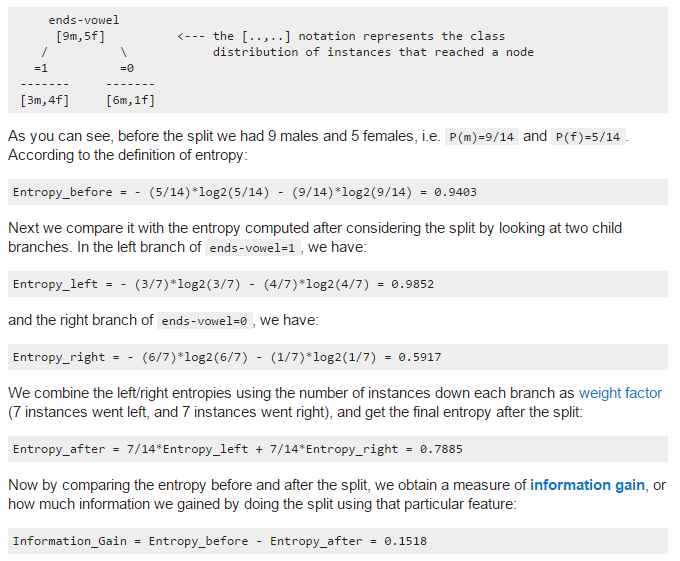 ends-vowel
[9m,5f] <--- the [..,..] notation represents the class
/ \ distribution of instances that reached a node
=1 =0
------- -------
[3m,4f] [6m,1f]
As you can see, before the split we had 9 males and 5 females, i.e. P(m)=9/14 and P(f)=5/14 .
According to the definition of entropy:
Entropy_before = - (5/14)*log2(5/14) - (9/14)*log2(9/14) = 0.9403
Next we compare it with the entropy computed after considering the split by looking at two child
branches. In the left branch of ends-vowel=1 , we have:
Entropy_left = - (3/7)*log2(3/7) - (4/7)*log2(4/7) = 0.9852
and the right branch of ends-vowel=0 , we have:
Entropy_right = - (6/7)*log2(6/7) - (1/7)*log2(1/7) = 0.5917
We combine the left/right entropies using the number of instances down each branch as weight factor
(7 instances went left, and 7 instances went right), and get the final entropy after the split:
Entropy_after = 7/14*Entropy_left + 7/14*Entropy_right = 0.7885
Now by comparing the entropy before and after the split, we obtain a measure of information gain, or
how much information we gained by doing the split using that particular feature:
Information_Gain = Entropy_before - Entropy_after = 0.1518